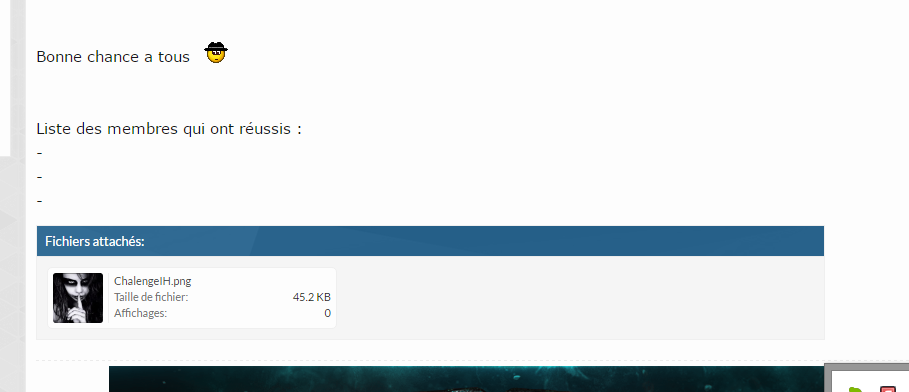 Bonne chance a tous
Liste des membres qui ont réussis :
-
-
-
Fichiers attachés:
ChalengeIH.png
Taille de fichier: 45.2 KB
Affichages: 0